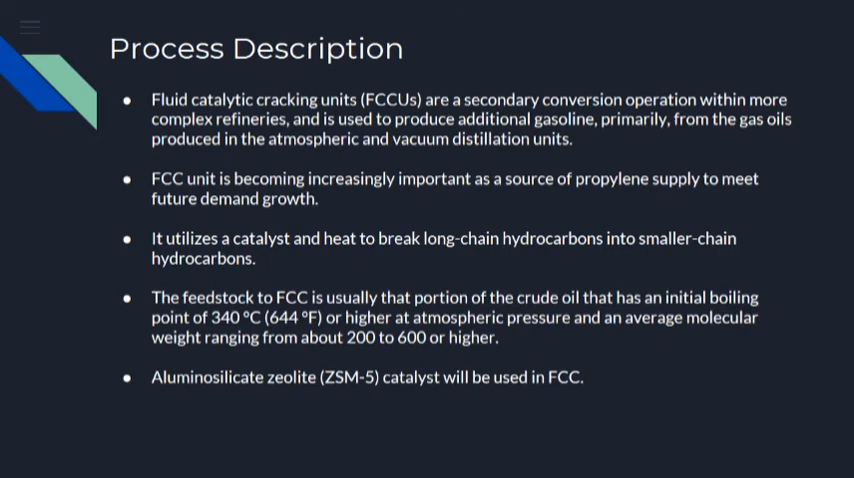 Process Description
● Fluid catalytic cracking units (FCCUs) are a secondary conversion operation within more
complex refineries, and is used to produce additional gasoline, primarily, from the gas oils
produced in the atmospheric and vacuum distillation units.
● FCC unit is becoming increasingly important as a source of propylene supply to meet
future demand growth.
● It utilizes a catalyst and heat to break long-chain hydrocarbons into smaller-chain
hydrocarbons.
● The feedstock to FCC is usually that portion of the crude oil that has an initial boiling
point of 340 °C (644 °F) or higher at atmospheric pressure and an average molecular
weight ranging from about 200 to 600 or higher.
● Aluminosilicate zeolite (ZSM-5) catalyst will be used in FCC.